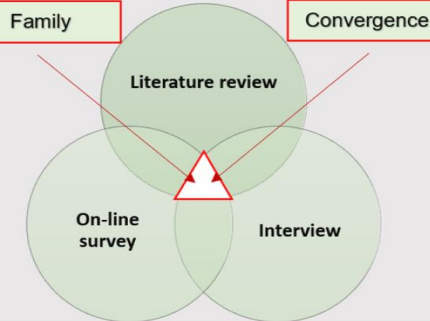 Family
Convergence
Literature review
On-line
survey
Interview